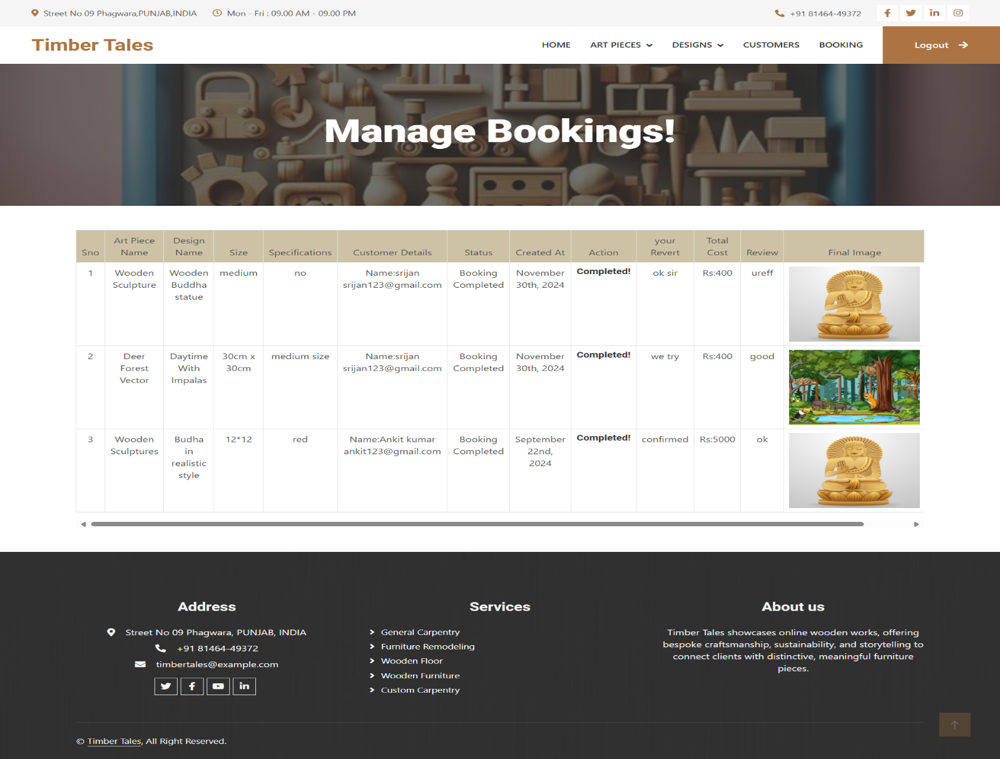 Street No 09 Phagwara,PUNJAB,INDIA Mon - Fri : 09.00 AM - 09.00 PM +91 81464-49372
Timber Tales HOME ART PIECES DESIGNS CUSTOMERS BOOKING Logout
Manage Bookings!
Sno Art Piece Name Design Name Size Specifications Customer Details Status Created At Action your Revert Total Cost Review Final Image
1 Wooden Sculpture Wooden Buddha statue medium no Name:srijan srijan123@gmail.com Booking Completed November 30th, 2024 Completed! ok sir Rs:400 ureff
2 Deer Forest Vector Daytime With Impalas 30cm x 30cm medium size Name:srijan srijan123@gmail.com Booking Completed November 30th, 2024 Completed! we try Rs:400 good
3 Wooden Sculptures Budha in realistic style 12*12 red Name:Ankit kumar ankit123@gmail.com Booking Completed September 22nd, 2024 Completed! confirmed Rs:5000 ok
Address
Street No 09 Phagwara, PUNJAB, INDIA
+91 81464-49372
timbertales@example.com
Services
General Carpentry
Furniture Remodeling
Wooden Floor
Wooden Furniture
Custom Carpentry
About us
Timber Tales showcases online wooden works, offering
bespoke craftsmanship, sustainability, and storytelling to
connect clients with distinctive, meaningful furniture
pieces.
© Timber Tales, All Right Reserved.